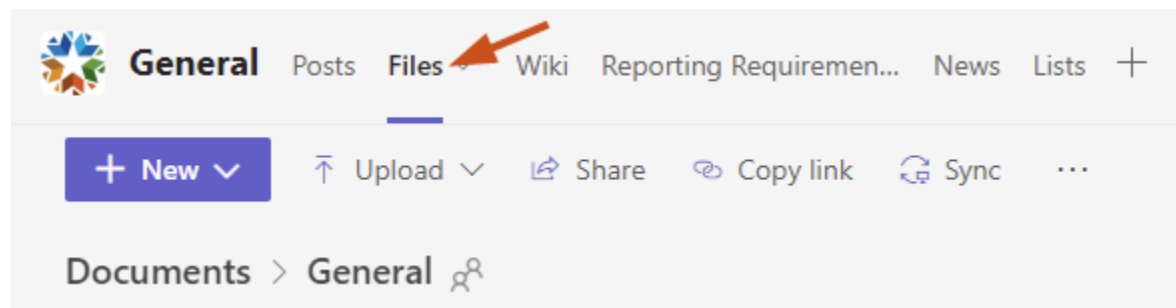 General Posts Files Wiki Reporting Requiremen... News Lists
New Upload Share Copy link Sync ...
Documents > General